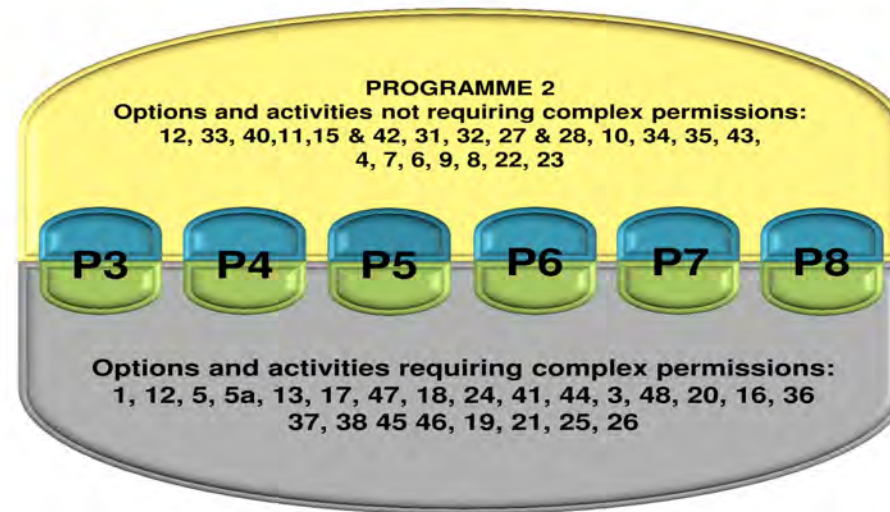 PROGRAMME 2
Options and activities not requiring complex permissions:
12, 33, 40,11,15 & 42, 31, 32, 27 & 28, 10, 34, 35, 43,
4, 7, 6, 9, 8, 22, 23
P3 P4 P5 P6 P7 P8
Options and activities requiring complex permissions:
1, 12, 5, 5a, 13, 17, 47, 18, 24, 41, 44, 3, 48, 20, 16, 36
37, 38 45 46, 19, 21, 25, 26